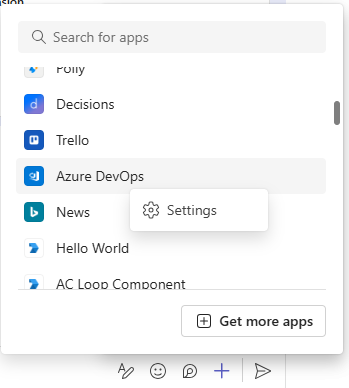 Search for apps
Polly
Decisions
Trello
Azure DevOps
Settings
News
Hello World
AC Loop Component
Get more apps